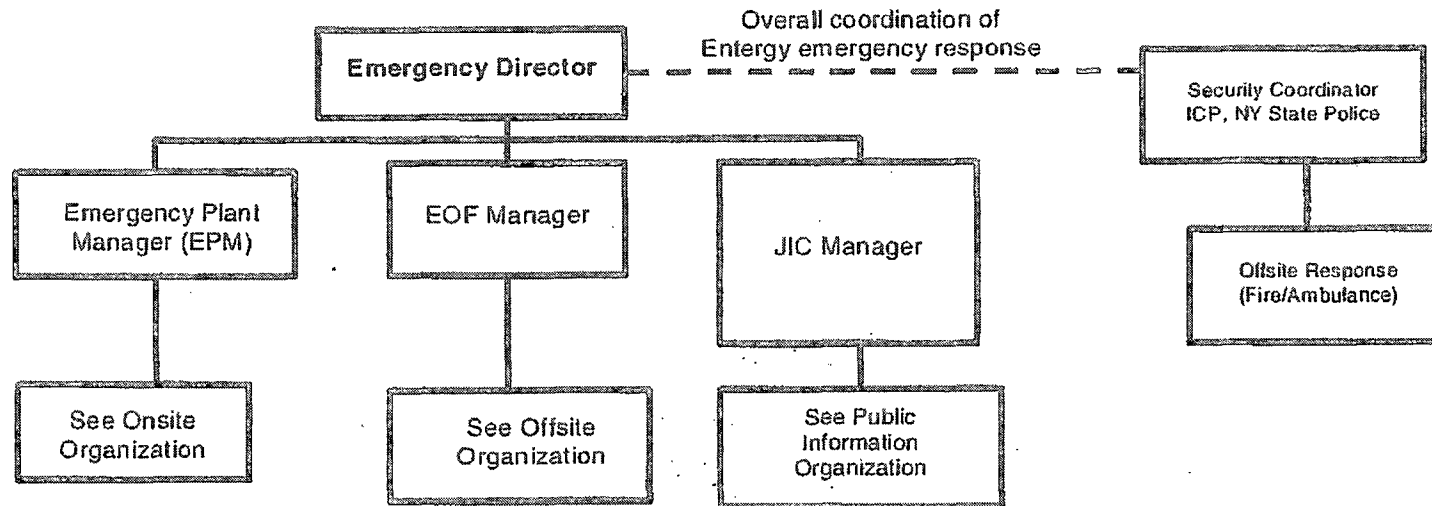 Overall coordination of
Entergy emergency response
Emergency Director
Security Coordinator
ICP, NY State Police
Emergency Plant
Manager (EPM)
EOF Manager
JIC Manager
Offsite Response
(Fire/Ambulance)
See Onsite
Organization
See Offsite
Organization
See Public
Information
Organization